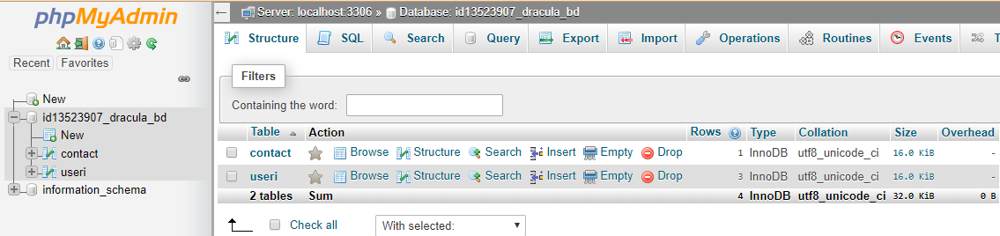 phpMyAdmin
Recent Favorites
New
id13523907_dracula_bd
New
contact
useri
information_schema
Server: localhost:3306 » Database: id13523907_dracula_bd
Structure SQL Search Query Export Import Operations Routines Events T
Filters
Containing the word:
Table Action Rows Type Collation Size Overhead
contact Browse Structure Search Insert Empty Drop 1 InnoDB utf8_unicode_ci 16.0 KiB -
useri Browse Structure Search Insert Empty Drop 3 InnoDB utf8_unicode_ci 16.0 KiB -
2 tables Sum 4 InnoDB utf8_unicode_ci 32.0 KiB 0 B
Check all With selected: